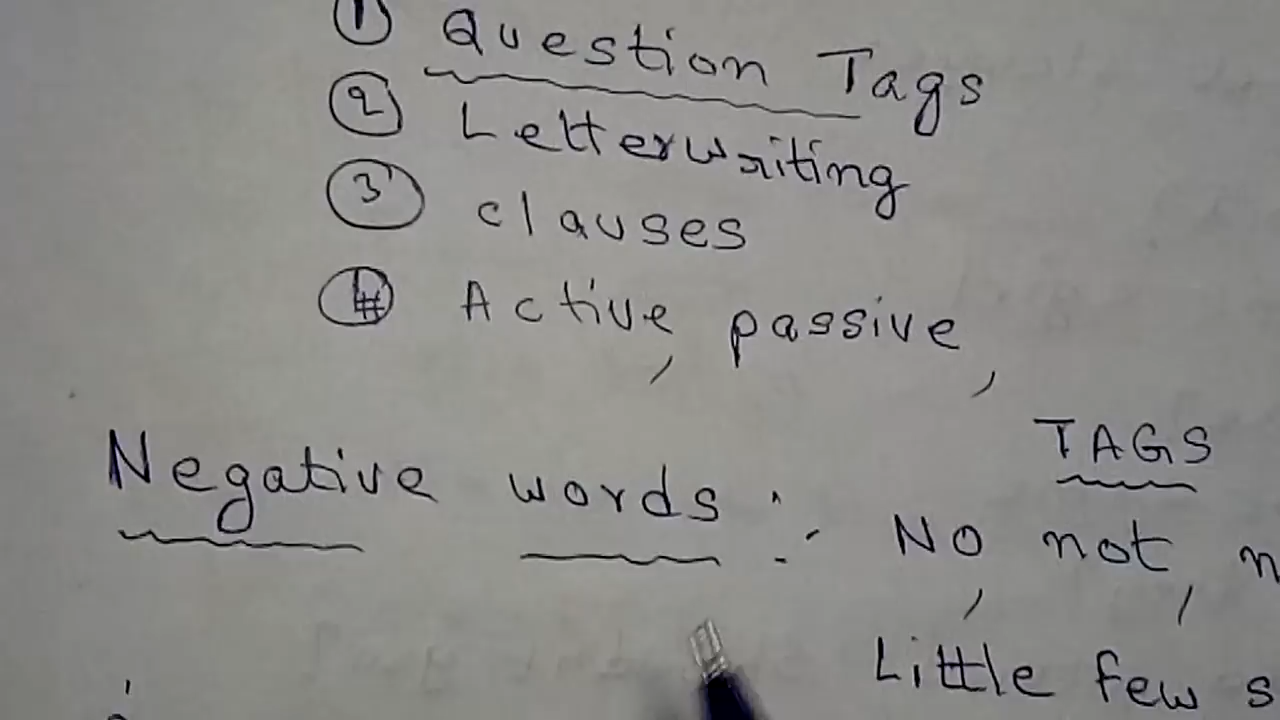 1 Question Tags
2 Letterwriting
3 clauses
4 Active, passive,
TAGS
Negative words :- No, not, n
Little few s